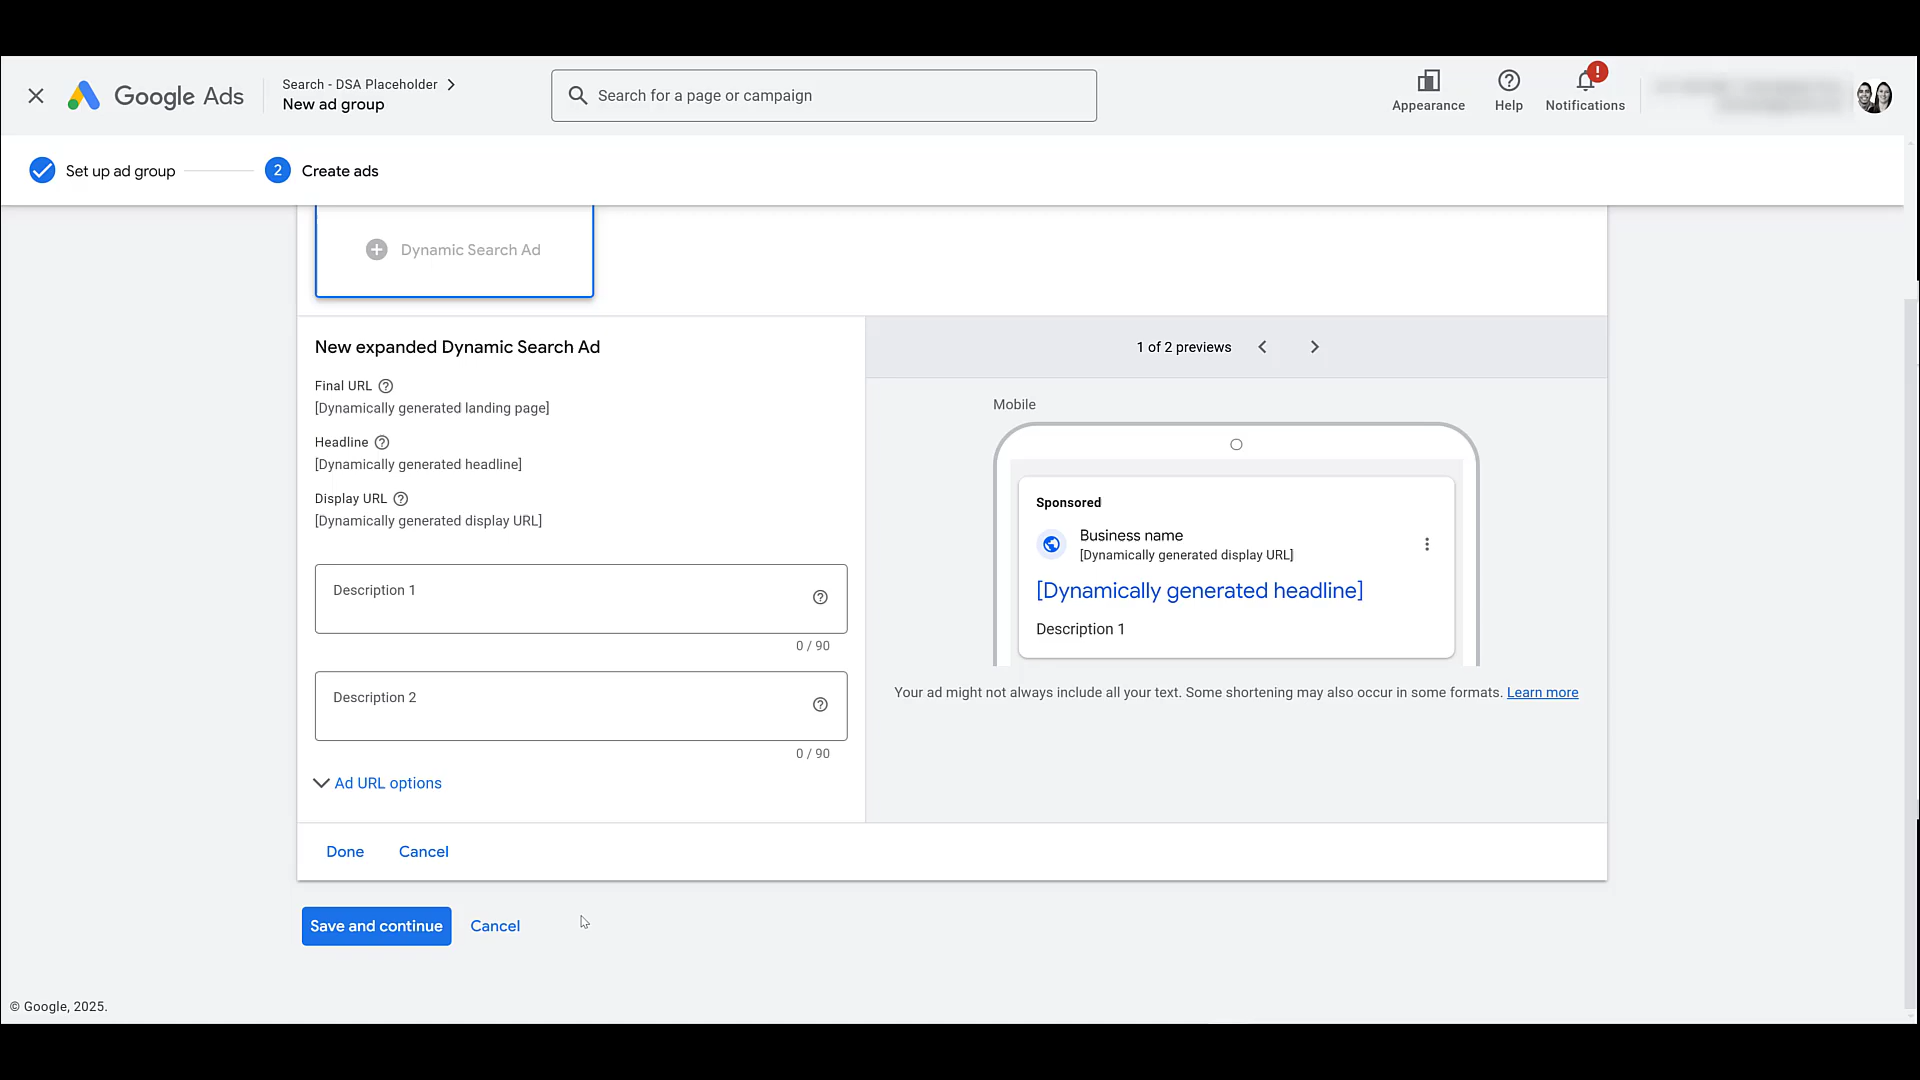 Google Ads
Search - DSA Placeholder
New ad group
Search for a page or campaign
Appearance
Help
!
Notifications
Set up ad group
2
Create ads
Dynamic Search Ad
New expanded Dynamic Search Ad
Final URL
[Dynamically generated landing page]
Headline
[Dynamically generated headline]
Display URL
[Dynamically generated display URL]
Description 1
0 / 90
Description 2
0 / 90
Ad URL options
1 of 2 previews
Mobile
Sponsored
Business name
[Dynamically generated display URL]
[Dynamically generated headline]
Description 1
Your ad might not always include all your text. Some shortening may also occur in some formats. Learn more
Done
Cancel
Save and continue
Cancel
© Google, 2025.